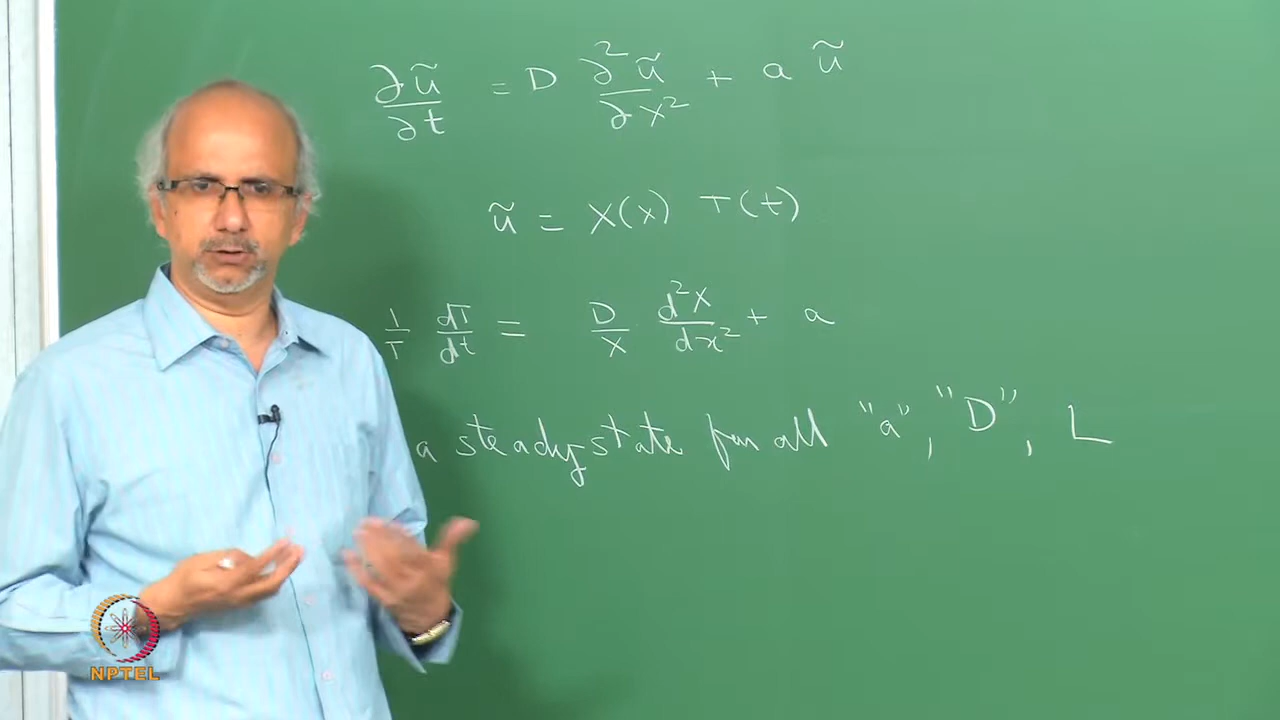 ∂ũ/∂t = D ∂²ũ/∂x² + a ũ
ũ = X(x) T(t)
1/T dT/dt = D/X d²X/dx² + a
a steady state for all "a", "D", L
NPTEL